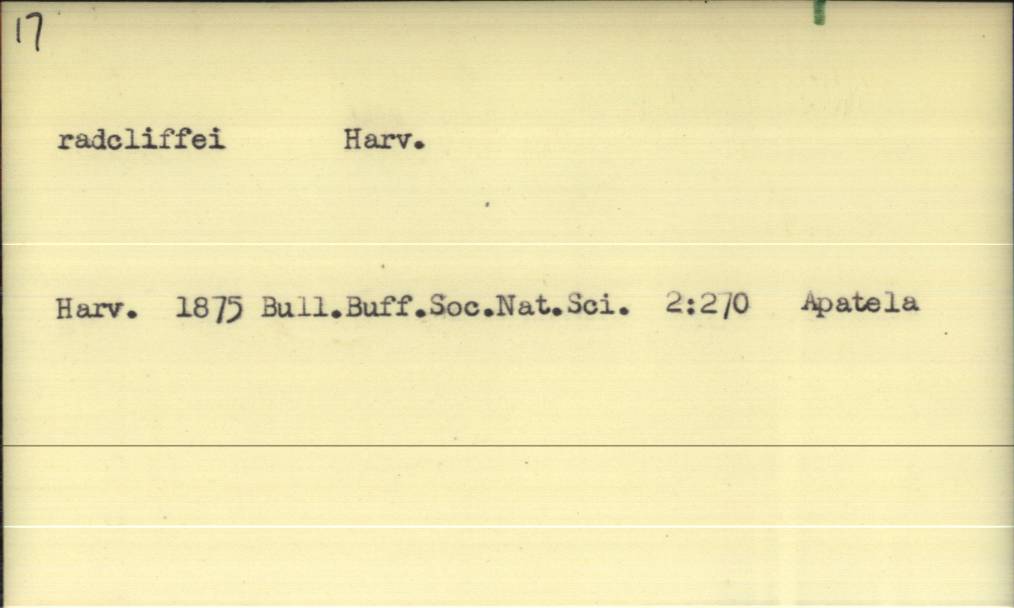 17
radcliffei Harv.
Harv. 1875 Bull.Buff.Soc.Nat.Sci. 2:270 Apatela